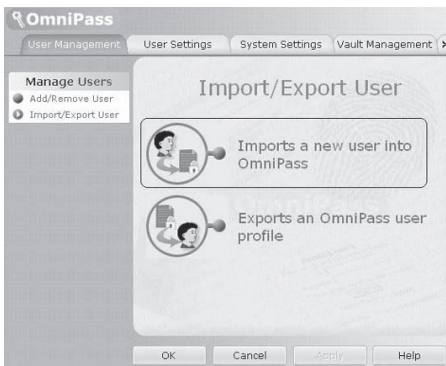 OmniPass
User Management
User Settings
System Settings
Vault Management
Manage Users
Add/Remove User
Import/Export User
Import/Export User
Imports a new user into
OmniPass
Exports an OmniPass user
profile
OK
Cancel
Apply
Help